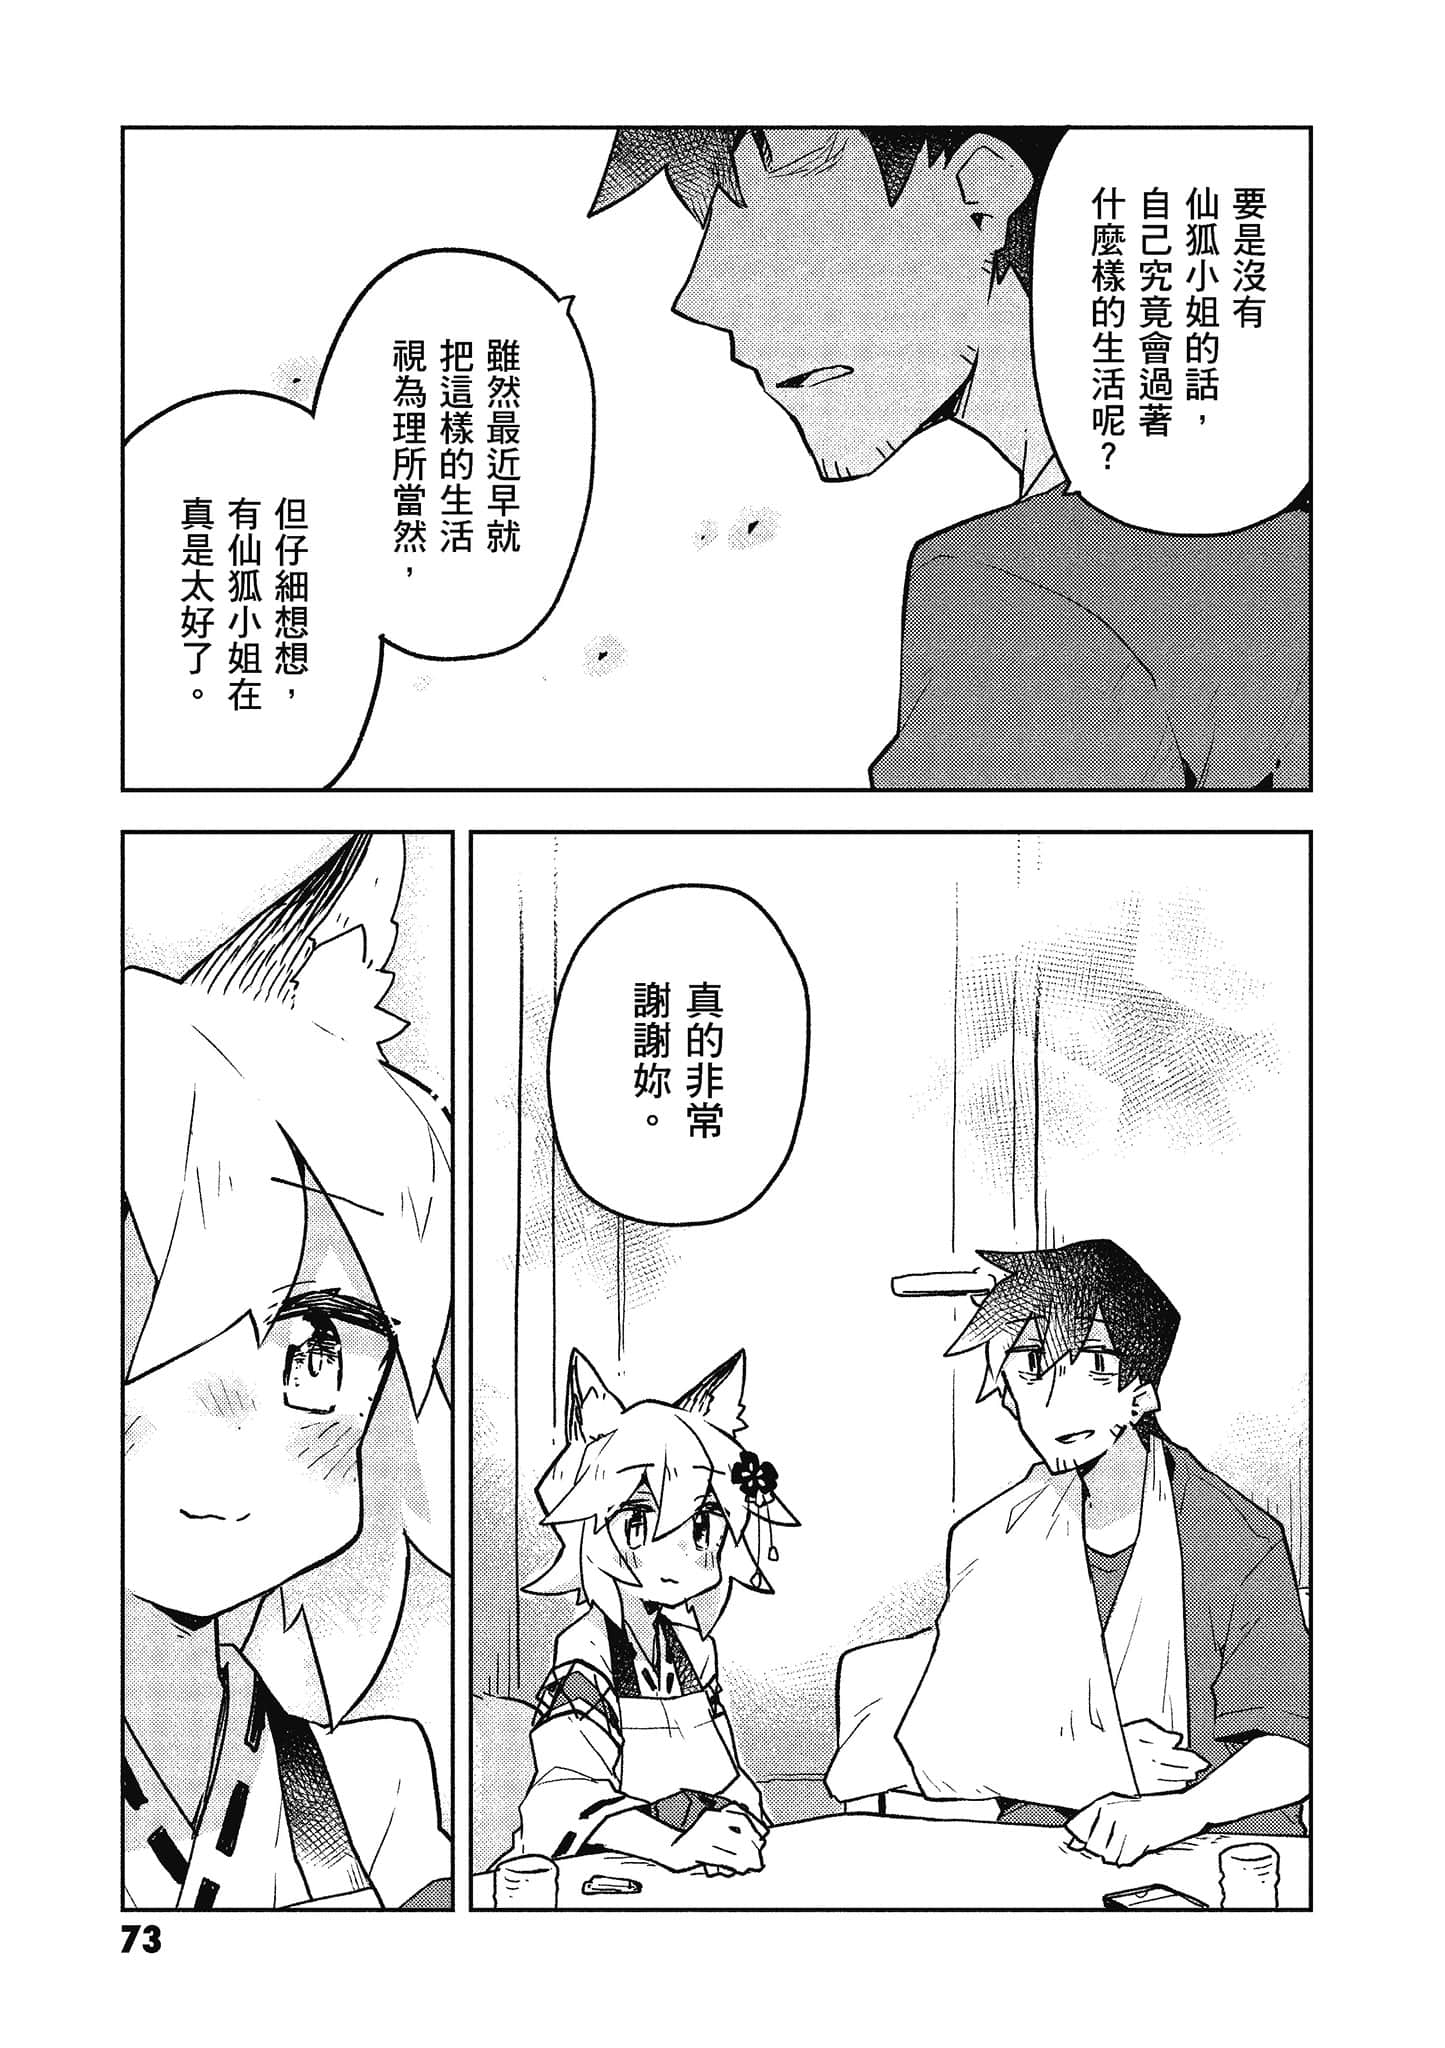 要是沒有
仙狐小姐的話，
自己究竟會過著
什麼樣的生活呢？
雖然最近早就
把這樣的生活
視為理所當然，
但仔細想想，
有仙狐小姐在
真是太好了。
真的非常
謝謝妳。
73